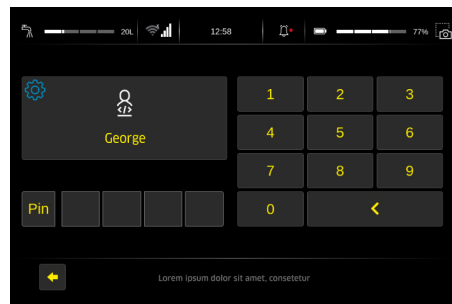 20L 12:58 77%
George
1 2 3
4 5 6
7 8 9
Pin 0
Lorem ipsum dolor sit amet, consetetur